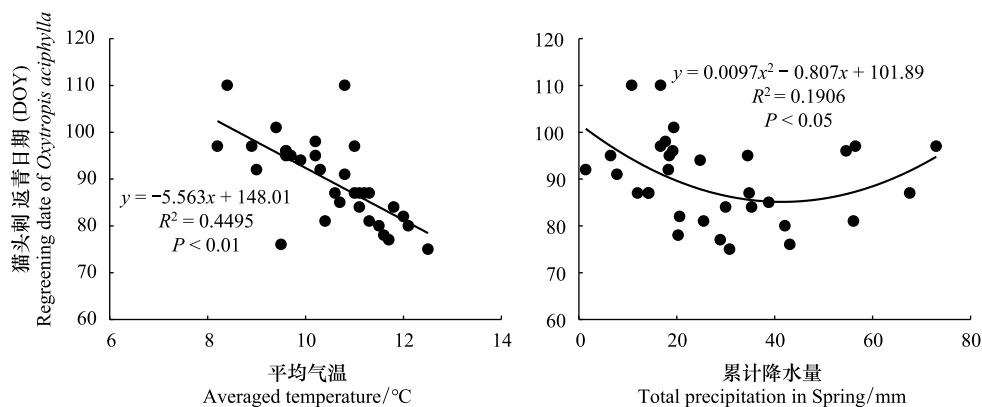 猫头刺 返青日期 (DOY)
Regreening date of Oxytropis aciphylla
120
110
100
90
80
70
60
6
8
10
12
14
y = −5.563x + 148.01
R² = 0.4495
P < 0.01
平均气温
Averaged temperature/℃
120
110
100
90
80
70
60
0
20
40
60
80
y = 0.0097x² − 0.807x + 101.89
R² = 0.1906
P < 0.05
累计降水量
Total precipitation in Spring/mm